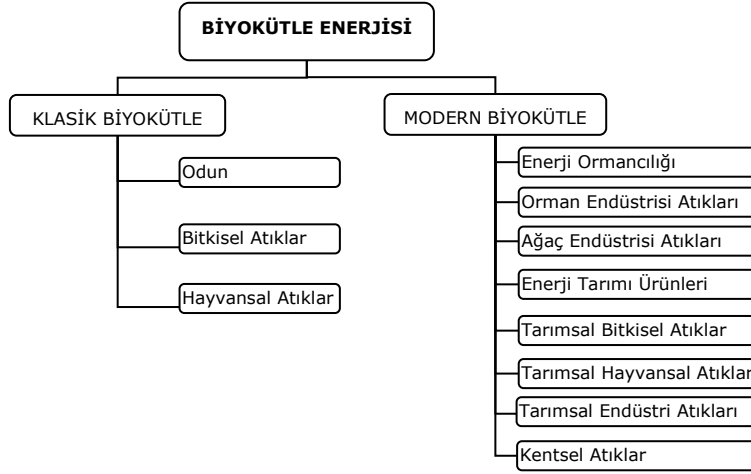 BİYOKÜTLE ENERJİSİ
KLASİK BİYOKÜTLE
Odun
Bitkisel Atıklar
Hayvansal Atıklar
MODERN BİYOKÜTLE
Enerji Ormancılığı
Orman Endüstrisi Atıkları
Ağaç Endüstrisi Atıkları
Enerji Tarımı Ürünleri
Tarımsal Bitkisel Atıklar
Tarımsal Hayvansal Atıklar
Tarımsal Endüstri Atıkları
Kentsel Atıklar